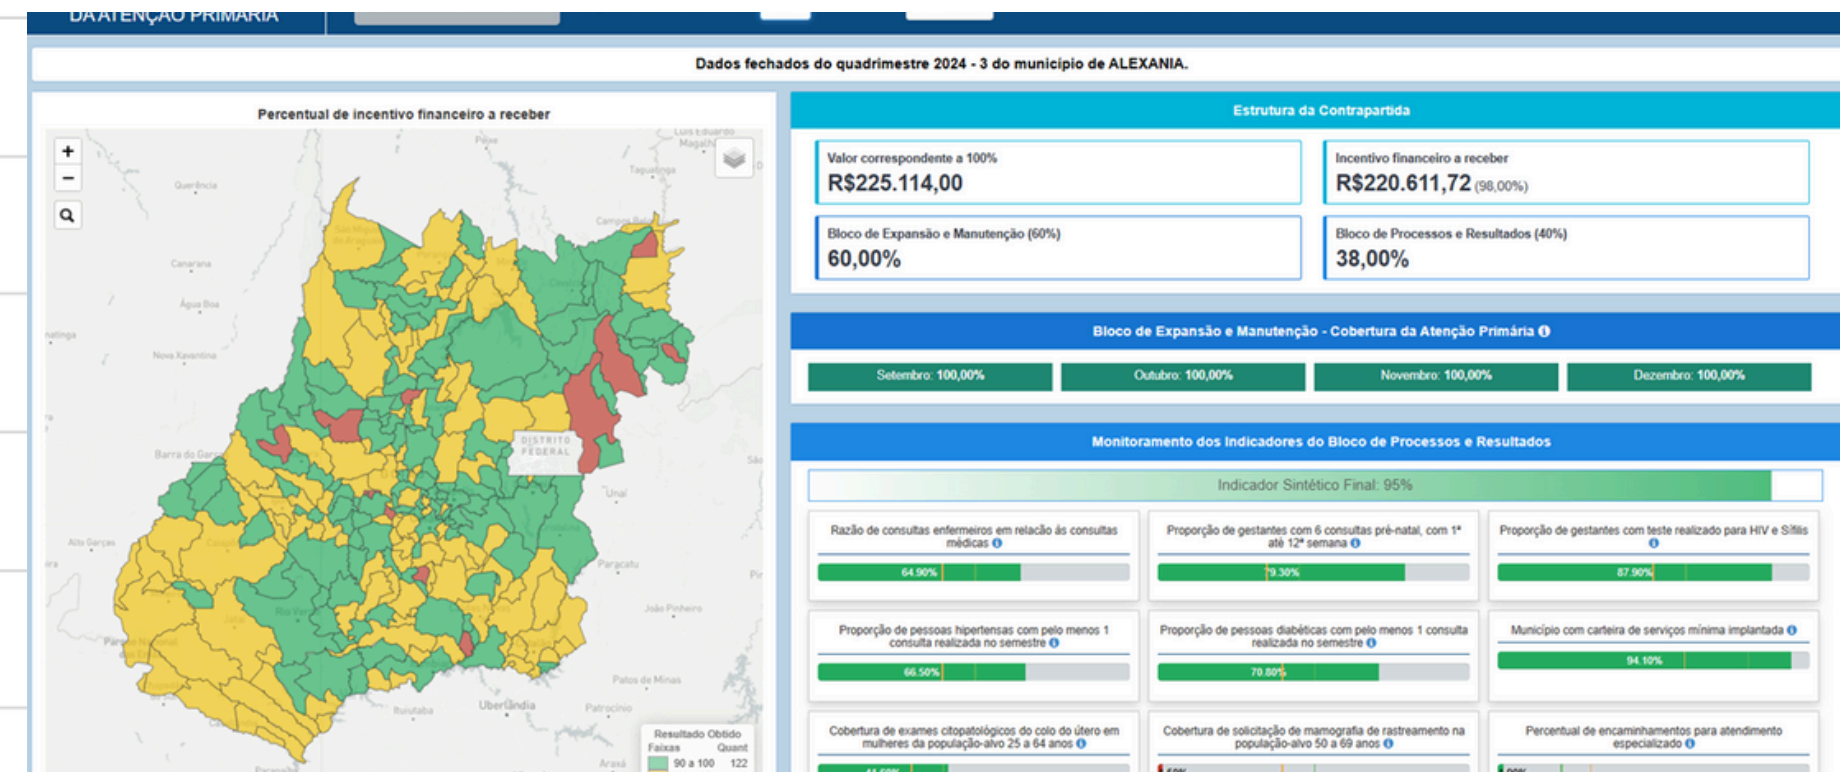 DA ATENÇÃO PRIMÁRIA
Dados fechados do quadrimestre 2024 - 3 do município de ALEXANIA.
Percentual de incentivo financeiro a receber
+
−
Luis Eduardo
Peixe
Taguatinga
Querência
Canarana
Água Boa
Nova Xavantina
DISTRITO
FEDERAL
Barra do Garças
Unaí
Alto Garças
Paracatu
João Pinheiro
Rio Verde
Patos de Minas
Uberlândia
Ituiutaba
Patrocínio
Araxá
Resultado Obtido
Faixas Quant
90 a 100 122
Estrutura da Contrapartida
Valor correspondente a 100%
R$225.114,00
Incentivo financeiro a receber
R$220.611,72 (98,00%)
Bloco de Expansão e Manutenção (60%)
60,00%
Bloco de Processos e Resultados (40%)
38,00%
Bloco de Expansão e Manutenção - Cobertura da Atenção Primária
Setembro: 100,00%
Outubro: 100,00%
Novembro: 100,00%
Dezembro: 100,00%
Monitoramento dos Indicadores do Bloco de Processos e Resultados
Indicador Sintético Final: 95%
Razão de consultas enfermeiros em relacão ás consultas
médicas
64.90%
Proporção de gestantes com 6 consultas pré-natal, com 1ª
até 12ª semana
79.30%
Proporção de gestantes com teste realizado para HIV e Sífilis
87.90%
Proporção de pessoas hipertensas com pelo menos 1
consulta realizada no semestre
66.50%
Proporção de pessoas diabéticas com pelo menos 1 consulta
realizada no semestre
70.80%
Município com carteira de serviços mínima implantada
94.10%
Cobertura de exames citopatológicos do colo do útero em
mulheres da população-alvo 25 a 64 anos
Cobertura de solicitação de mamografia de rastreamento na
população-alvo 50 a 69 anos
Percentual de encaminhamentos para atendimento
especializado